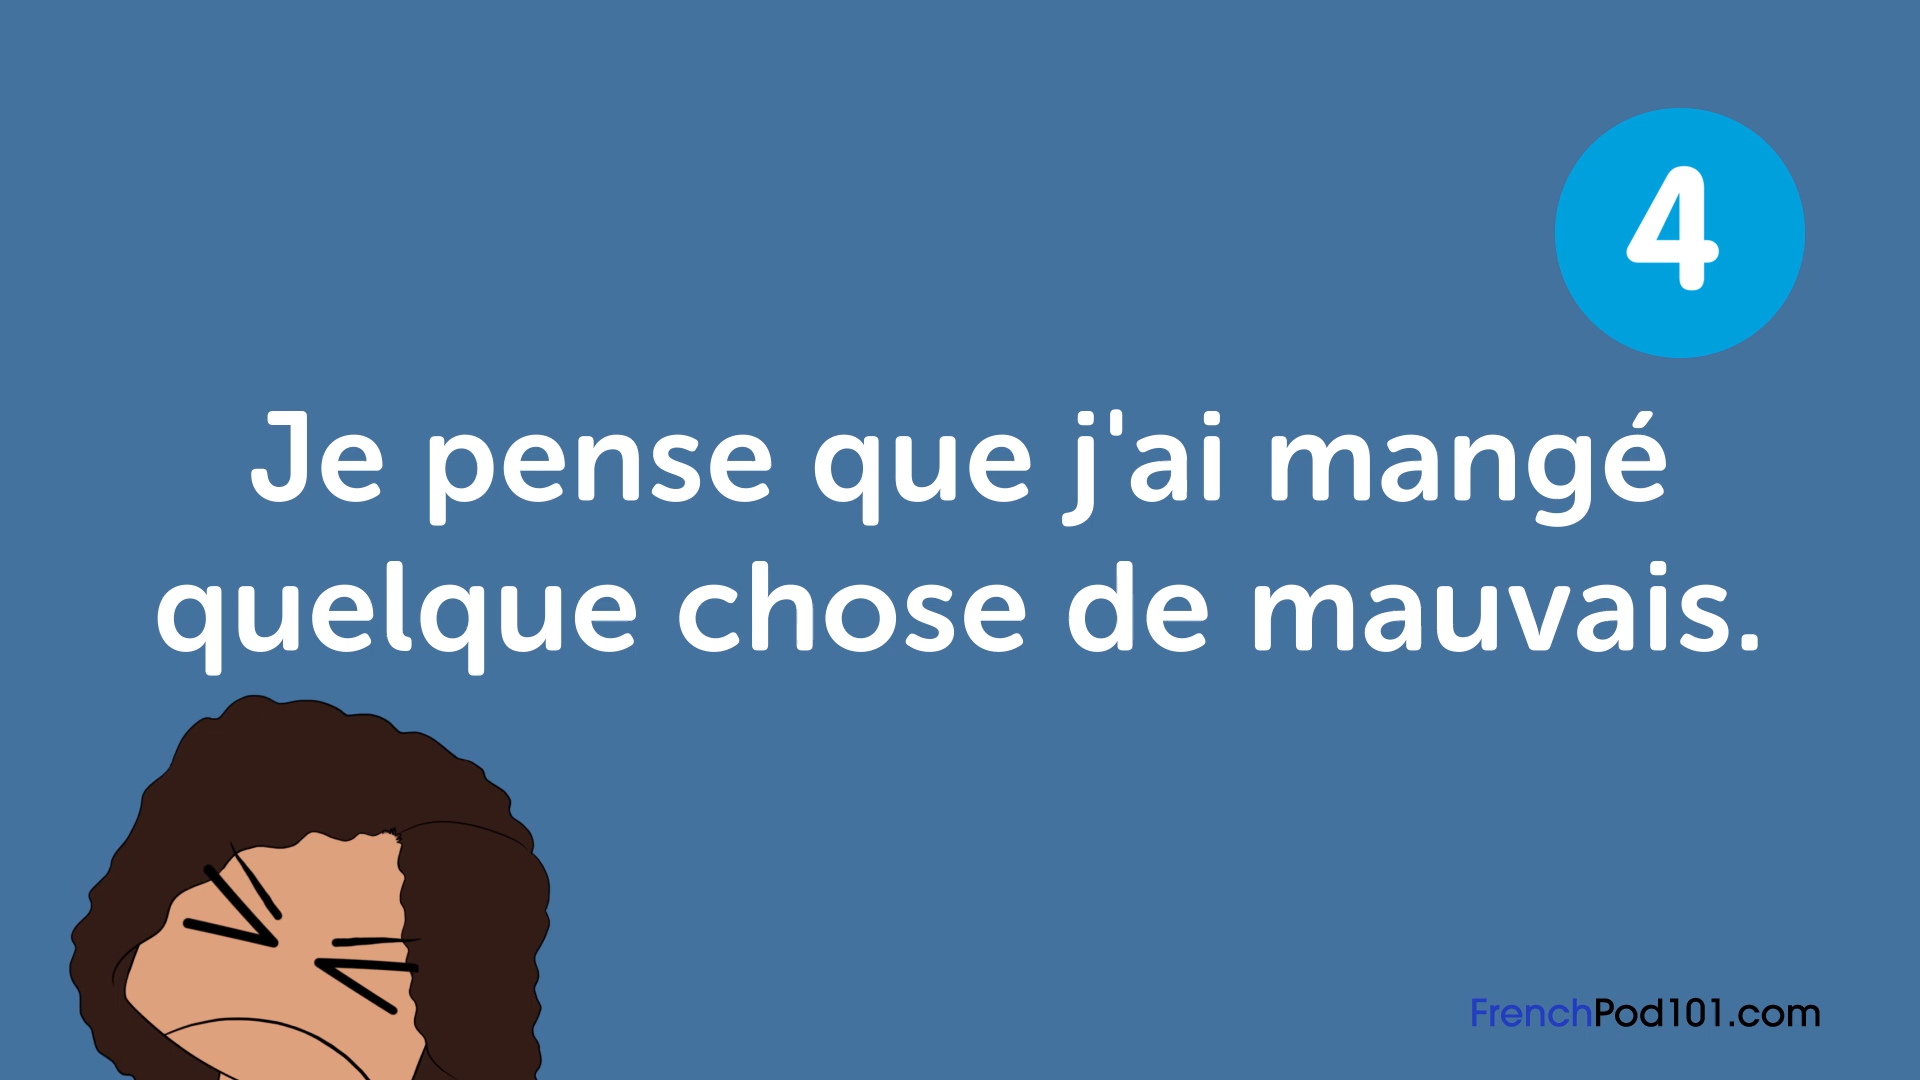 4
Je pense que j'ai mangé
quelque chose de mauvais.
FrenchPod101.com